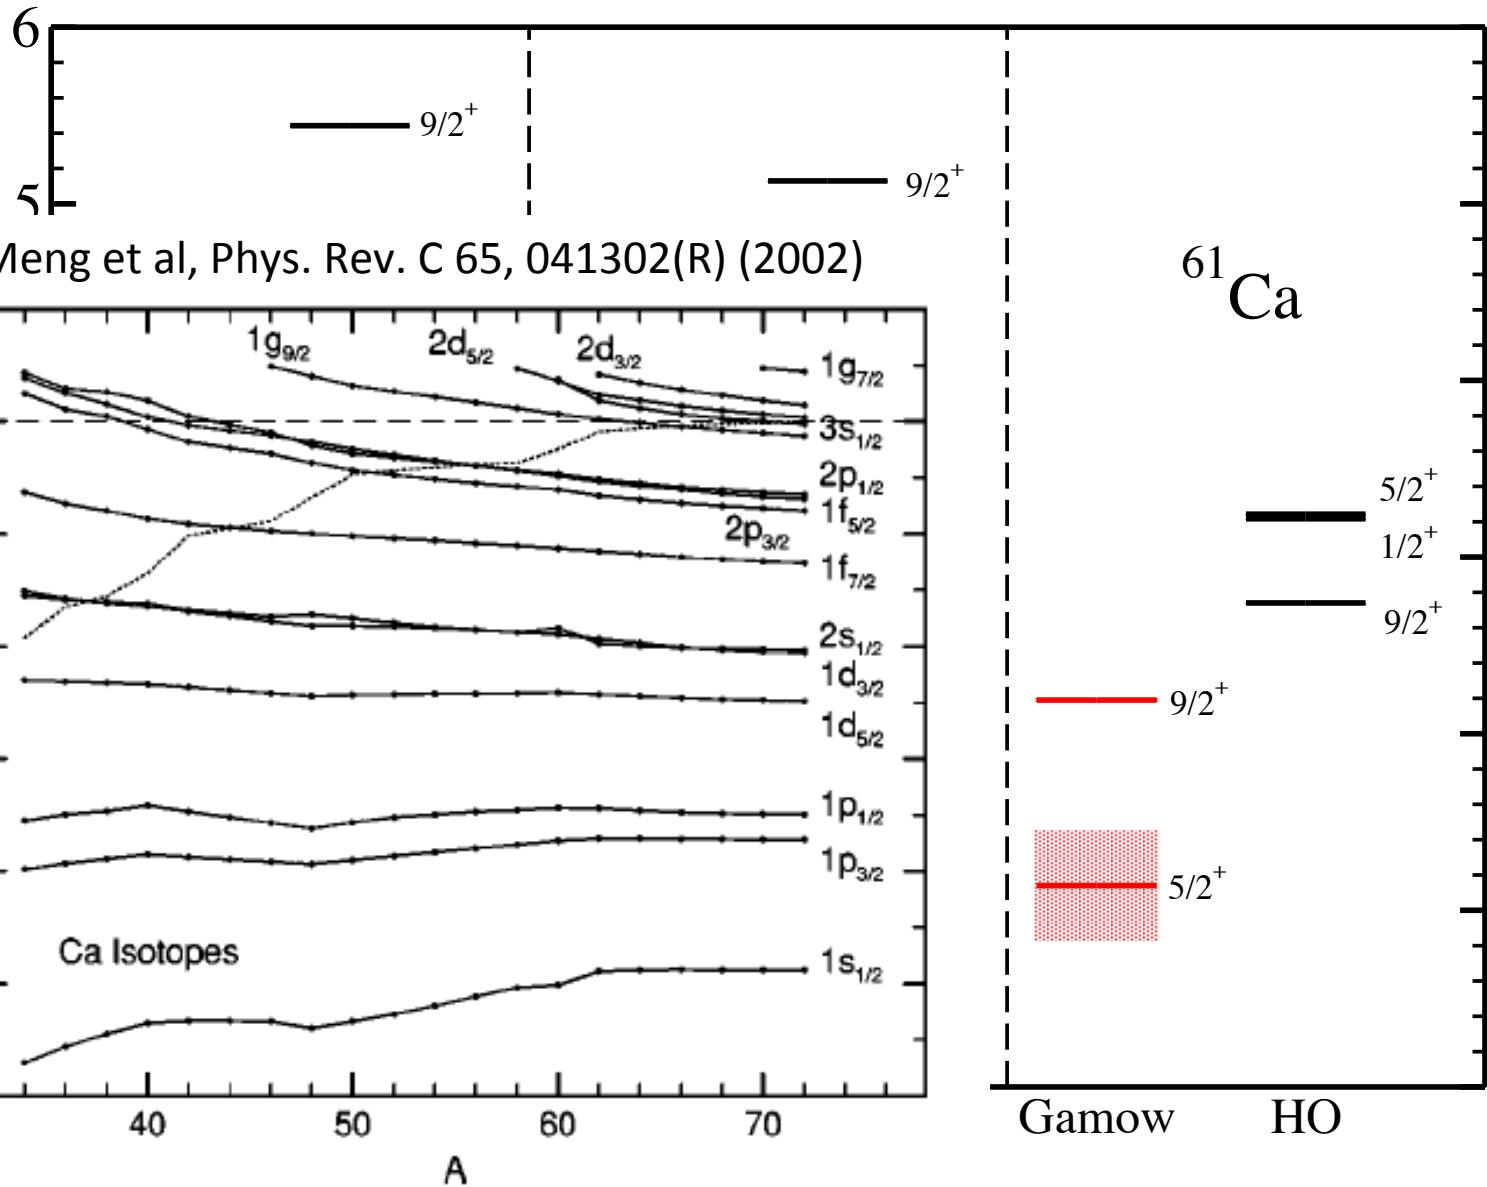 6
9/2+
9/2+
5
Meng et al, Phys. Rev. C 65, 041302(R) (2002)
61Ca
1g9/2
2d5/2
2d3/2
1g7/2
3s1/2
2p1/2
1f5/2
2p3/2
1f7/2
2s1/2
1d3/2
1d5/2
1p1/2
1p3/2
1s1/2
Ca Isotopes
40 50 60 70
A
5/2+
1/2+
9/2+
9/2+
5/2+
Gamow HO